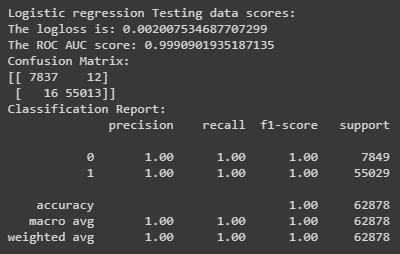 Logistic regression Testing data scores:
The logloss is: 0.002007534687707299
The ROC AUC score: 0.9990901935187135
Confusion Matrix:
[[ 7837    12]
 [   16 55013]]
Classification Report:
              precision    recall  f1-score   support

           0       1.00      1.00      1.00      7849
           1       1.00      1.00      1.00     55029

    accuracy                           1.00     62878
   macro avg       1.00      1.00      1.00     62878
weighted avg       1.00      1.00      1.00     62878